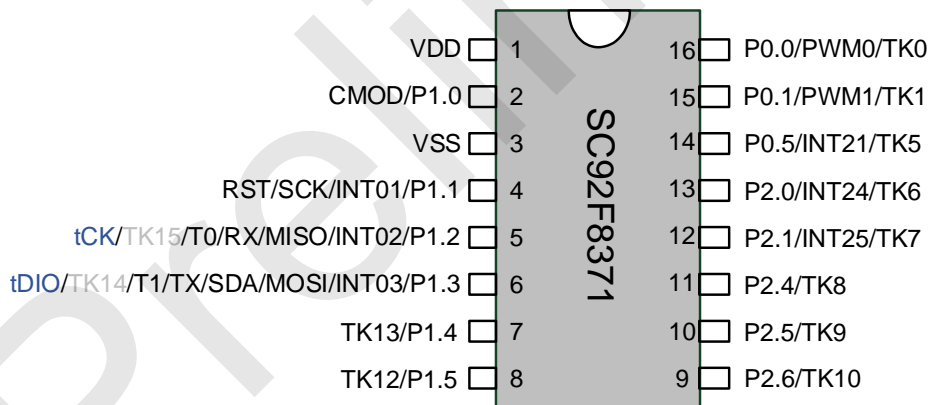 VDD 1 16 P0.0/PWM0/TK0
CMOD/P1.0 2 15 P0.1/PWM1/TK1
VSS 3 14 P0.5/INT21/TK5
RST/SCK/INT01/P1.1 4 13 P2.0/INT24/TK6
tCK/TK15/T0/RX/MISO/INT02/P1.2 5 12 P2.1/INT25/TK7
tDIO/TK14/T1/TX/SDA/MOSI/INT03/P1.3 6 11 P2.4/TK8
TK13/P1.4 7 10 P2.5/TK9
TK12/P1.5 8 9 P2.6/TK10
SC92F8371